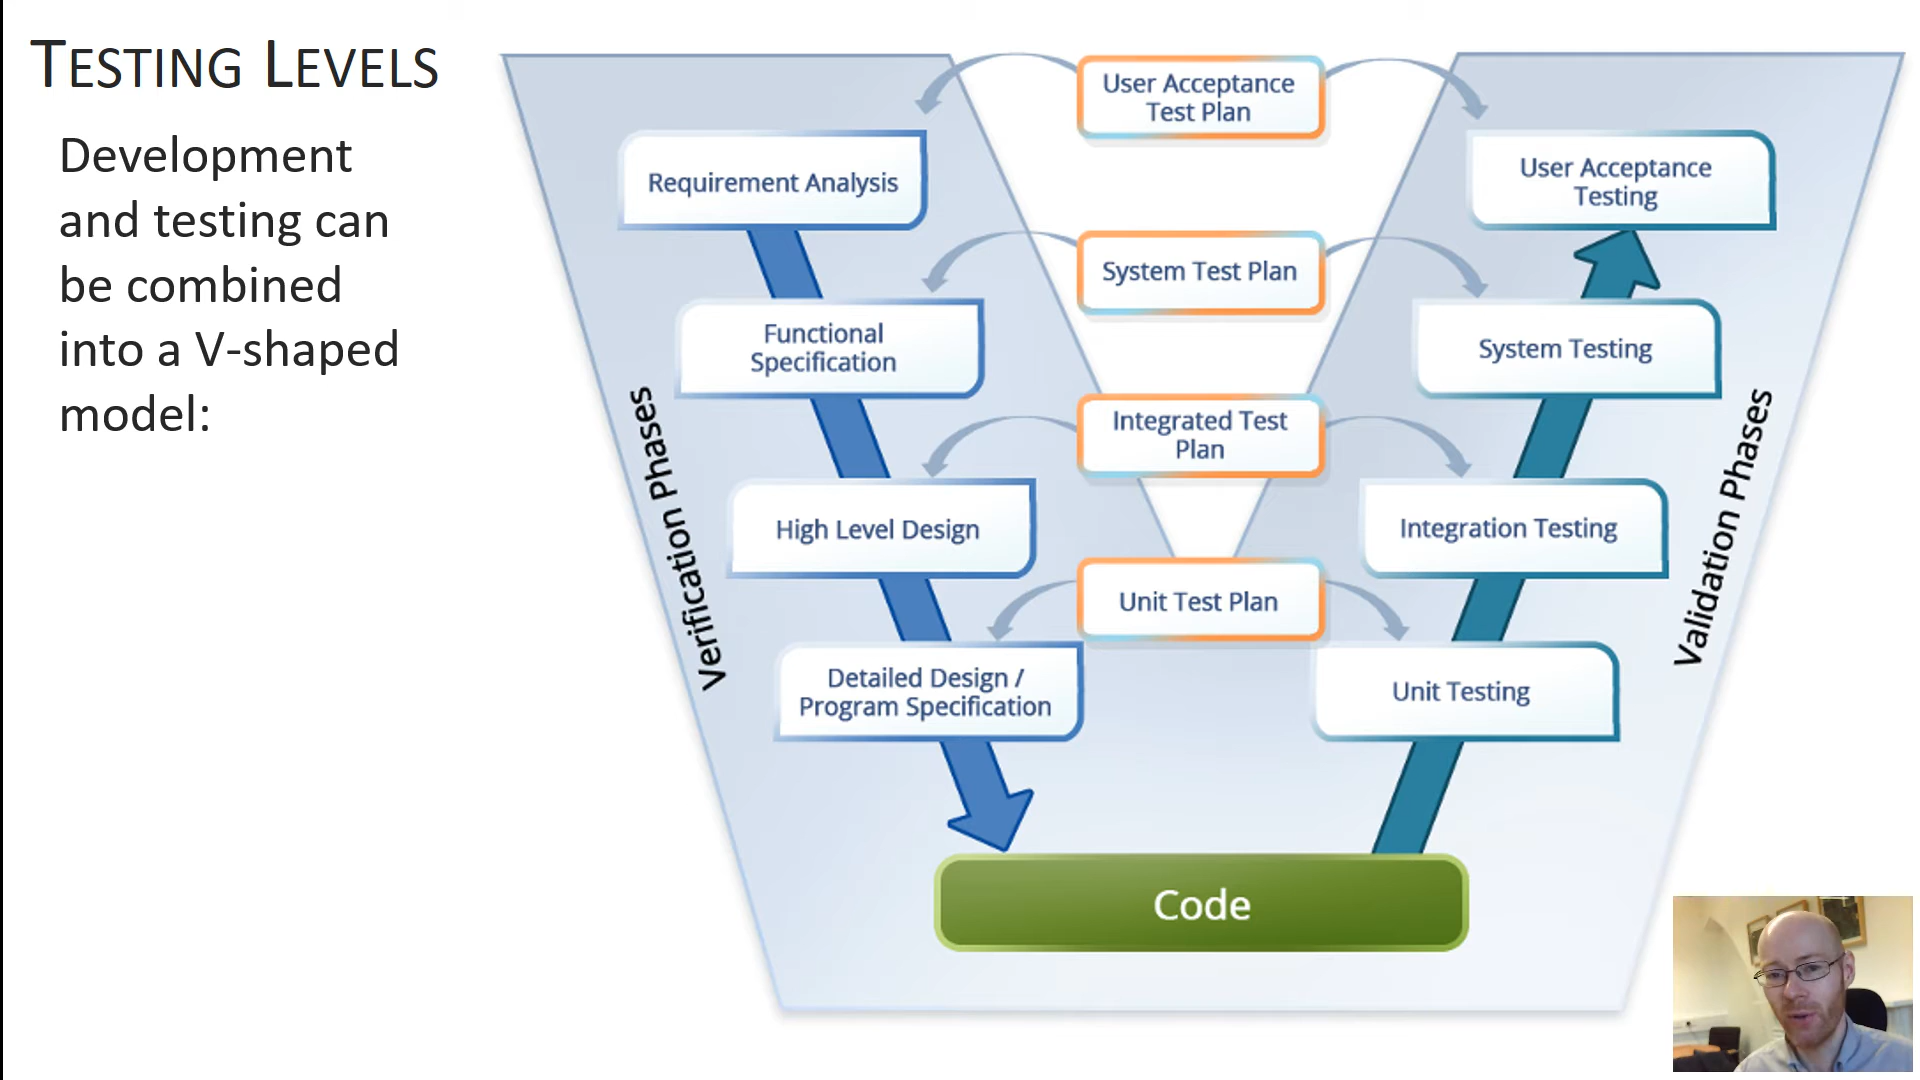 TESTING LEVELS
Development
and testing can
be combined
into a V-shaped
model:
User Acceptance
Test Plan
Requirement Analysis
User Acceptance
Testing
System Test Plan
Functional
Specification
System Testing
Integrated Test
Plan
High Level Design
Integration Testing
Unit Test Plan
Detailed Design /
Program Specification
Unit Testing
Verification Phases
Validation Phases
Code